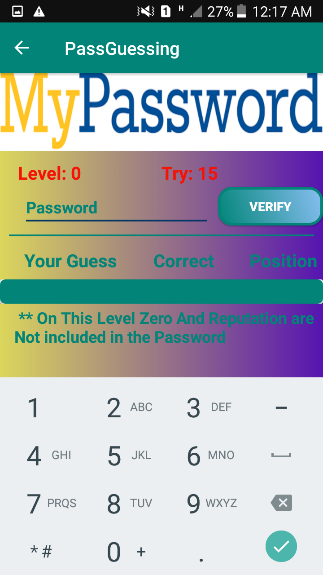 H 27% 12:17 AM
PassGuessing
MyPassword
Level: 0 Try: 15
Password VERIFY
Your Guess Correct Position
** On This Level Zero And Reputation are
Not included in the Password
1 2 ABC 3 DEF -
4 GHI 5 JKL 6 MNO
7 PRQS 8 TUV 9 WXYZ
*# 0 + .